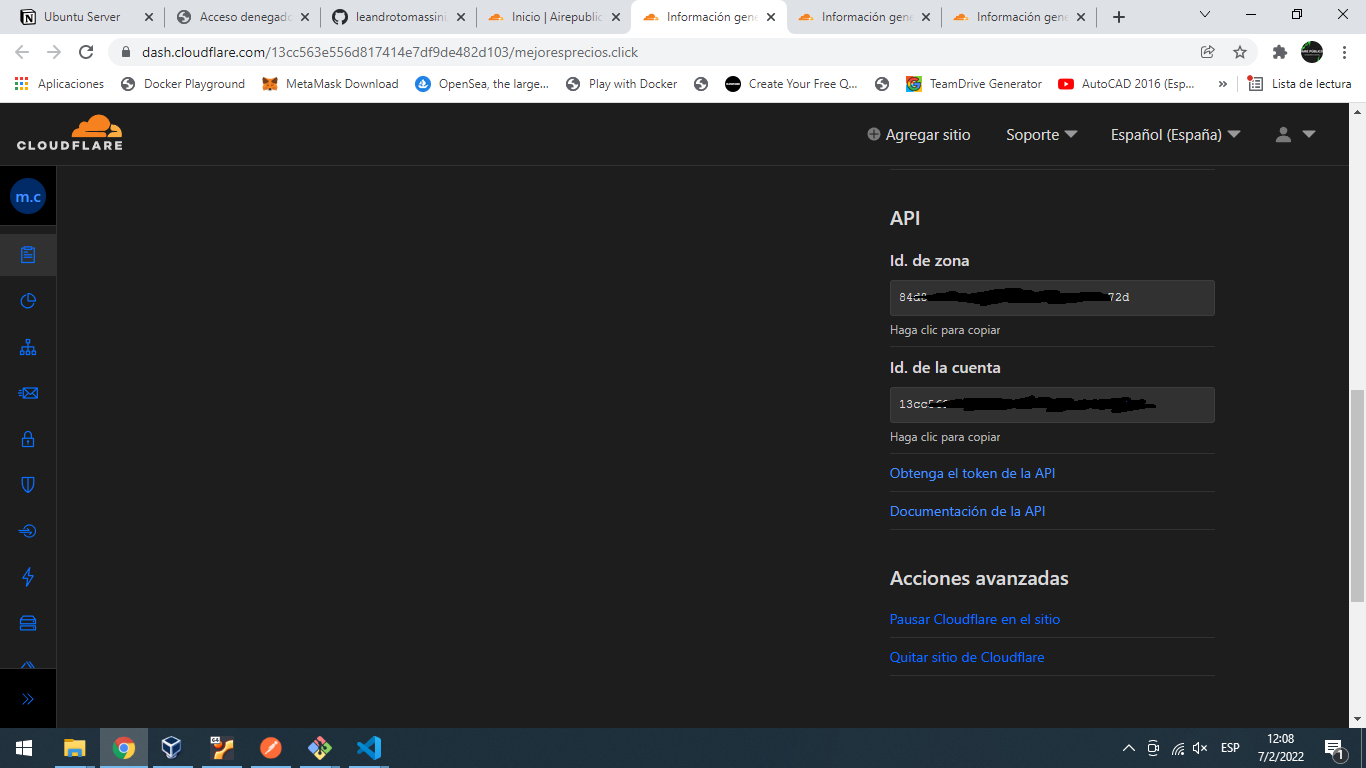 Ubuntu Server
Acceso denegado
leandrotomassini
Inicio | Airepublic
Información gene
Información gene
Información gene
dash.cloudflare.com/13cc563e556d817414e7df9de482d103/mejoresprecios.click
Aplicaciones
Docker Playground
MetaMask Download
OpenSea, the large...
Play with Docker
Create Your Free Q...
TeamDrive Generator
AutoCAD 2016 (Esp...
»
Lista de lectura
CLOUDFLARE
Agregar sitio
Soporte
Español (España)
m.c
API
Id. de zona
84d8 72d
Haga clic para copiar
Id. de la cuenta
13cc56
Haga clic para copiar
Obtenga el token de la API
Documentación de la API
Acciones avanzadas
Pausar Cloudflare en el sitio
Quitar sitio de Cloudflare
64
ESP
12:08
7/2/2022
1